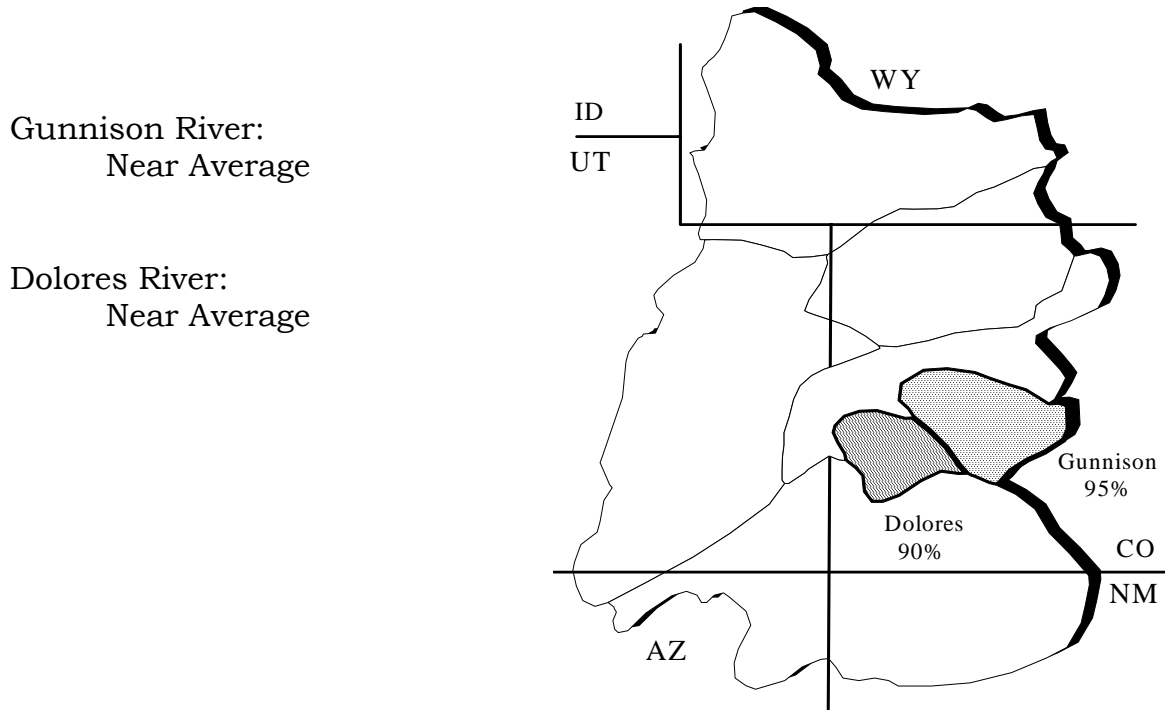 Gunnison River:
Near Average
Dolores River:
Near Average
WY
ID
UT
Gunnison
95%
Dolores
90%
CO
NM
AZ